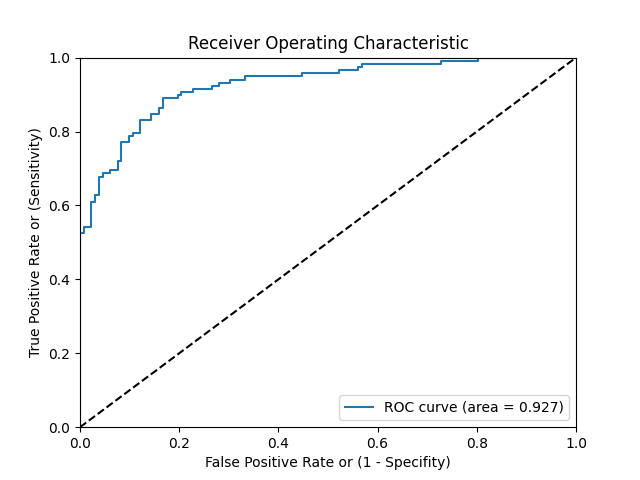 Receiver Operating Characteristic
1.0
0.8
0.6
0.4
0.2
0.0
True Positive Rate or (Sensitivity)
ROC curve (area = 0.927)
0.0 0.2 0.4 0.6 0.8 1.0
False Positive Rate or (1 - Specifity)